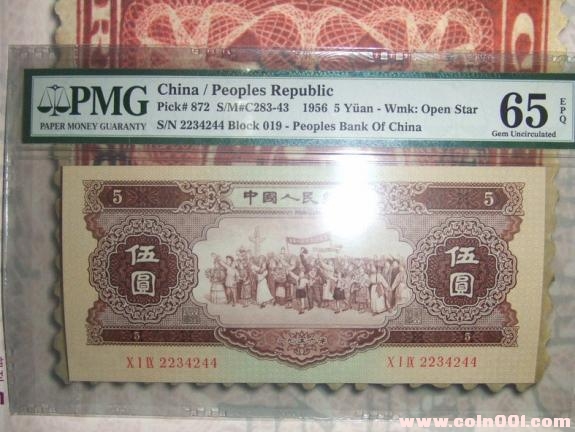 PMG
PAPER MONEY GUARANTY
China / Peoples Republic
Pick# 872 S/M#C283-43 1956 5 Yüan - Wmk: Open Star
S/N 2234244 Block 019 - Peoples Bank Of China
65 EPQ
Gem Uncirculated
5 中國人民 5
伍圓 伍圓
5 5
X I IX 2234244 X I IX 2234244
www.coin001.com